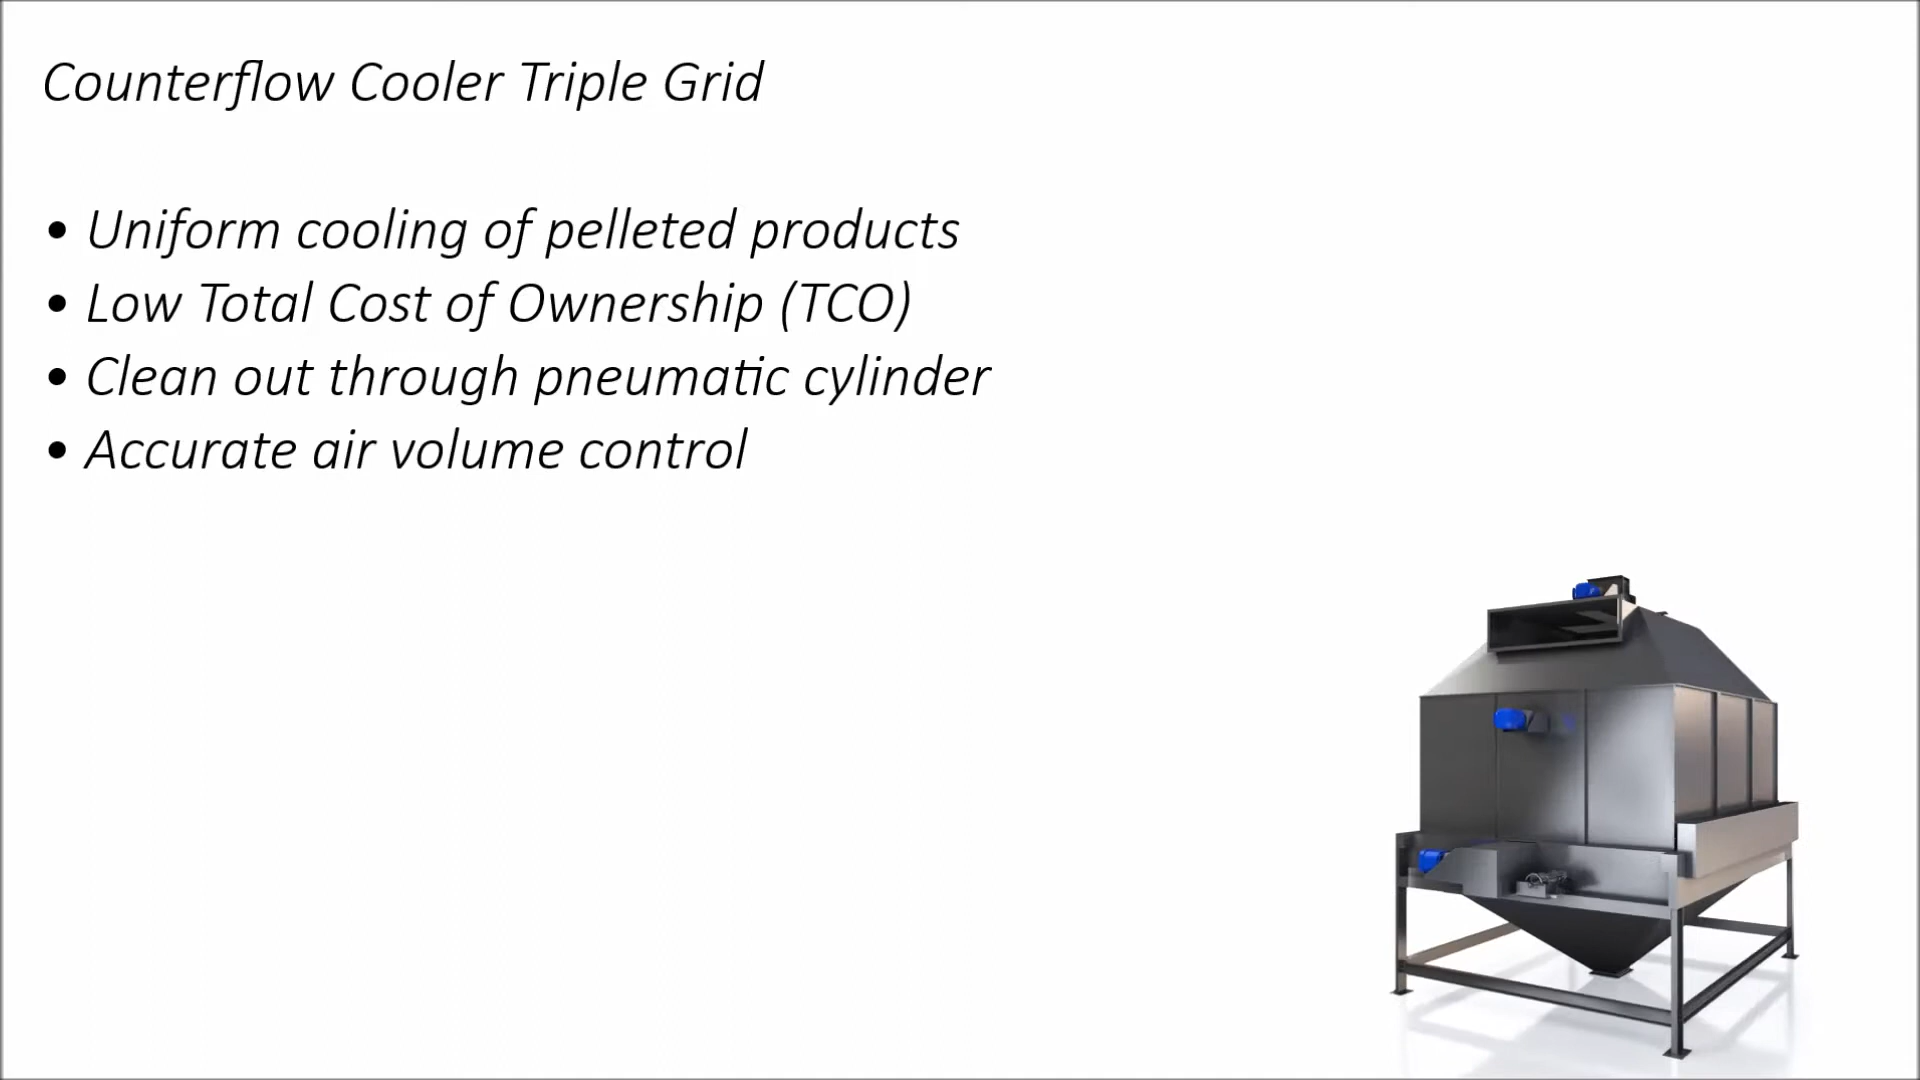 Counterflow Cooler Triple Grid
• Uniform cooling of pelleted products
• Low Total Cost of Ownership (TCO)
• Clean out through pneumatic cylinder
• Accurate air volume control